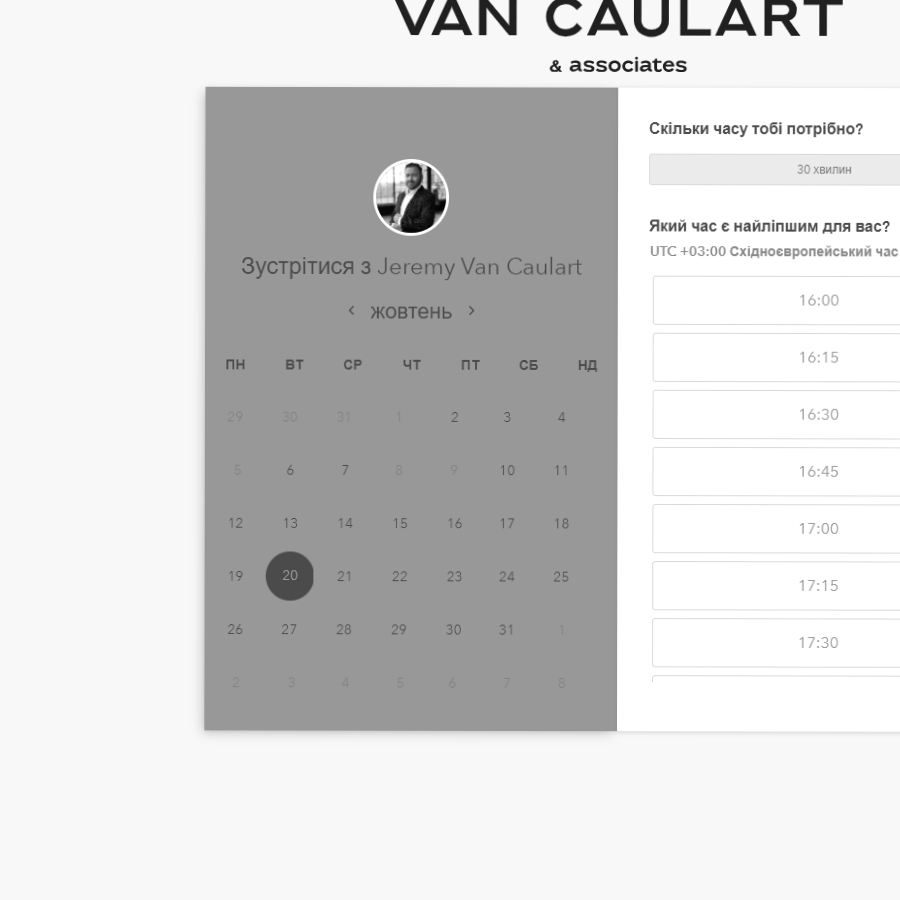 VAN CAULART
& associates
Зустрітися з Jeremy Van Caulart
‹ жовтень ›
ПН ВТ СР ЧТ ПТ СБ НД
29 30 31 1 2 3 4
5 6 7 8 9 10 11
12 13 14 15 16 17 18
19 20 21 22 23 24 25
26 27 28 29 30 31 1
2 3 4 5 6 7 8
Скільки часу тобі потрібно?
30 хвилин
Який час є найліпшим для вас?
UTC +03:00 Східноєвропейський час
16:00
16:15
16:30
16:45
17:00
17:15
17:30